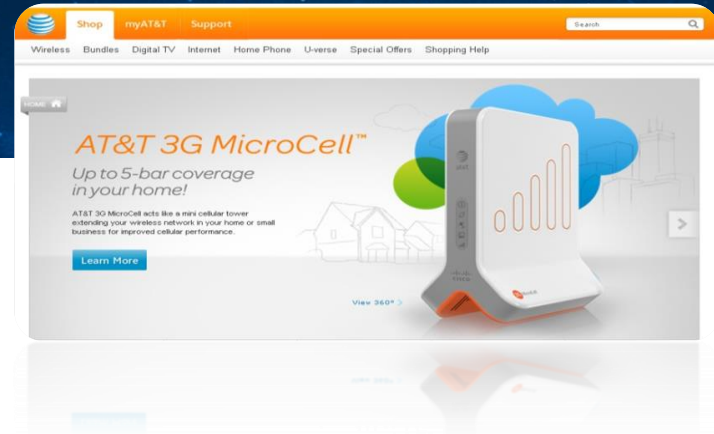 Shop myAT&T Support Search
Wireless Bundles Digital TV Internet Home Phone U-verse Special Offers Shopping Help
HOME
AT&T 3G MicroCell™
Up to 5-bar coverage
in your home!
AT&T 3G MicroCell acts like a mini cellular tower
extending your wireless network in your home or small
business for improved cellular performance.
Learn More
View 360°
at&t
CISCO